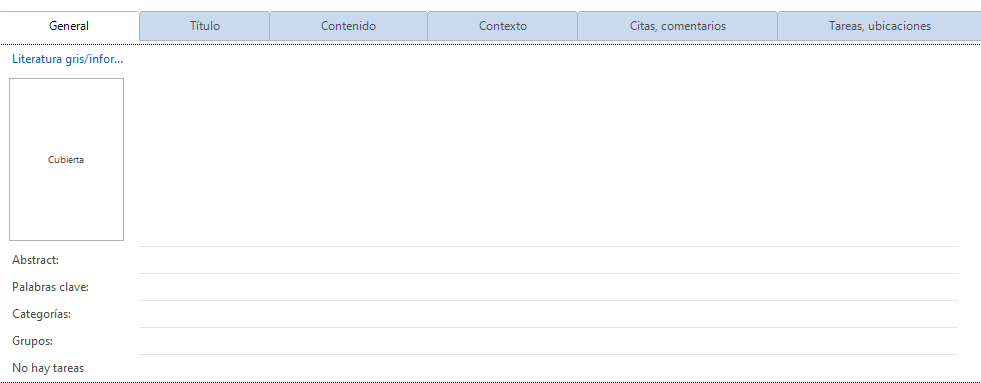 General Título Contenido Contexto Citas, comentarios Tareas, ubicaciones
Literatura gris/infor...
Cubierta
Abstract:
Palabras clave:
Categorías:
Grupos:
No hay tareas